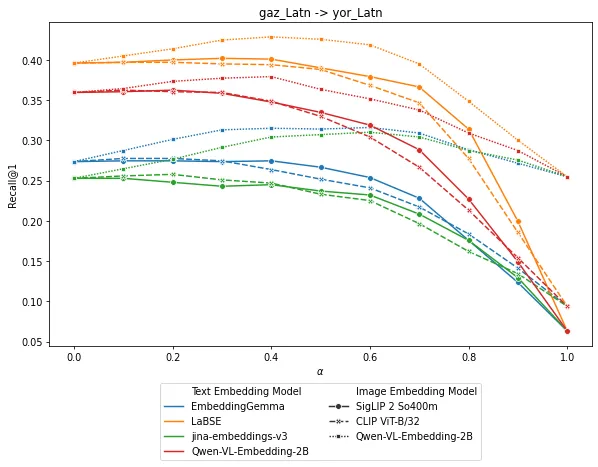 gaz_Latn -> yor_Latn
Recall@1
0.40
0.35
0.30
0.25
0.20
0.15
0.10
0.05
0.0 0.2 0.4 0.6 0.8 1.0
α
Text Embedding Model Image Embedding Model
EmbeddingGemma SigLIP 2 So400m
LaBSE CLIP ViT-B/32
jina-embeddings-v3 Qwen-VL-Embedding-2B
Qwen-VL-Embedding-2B